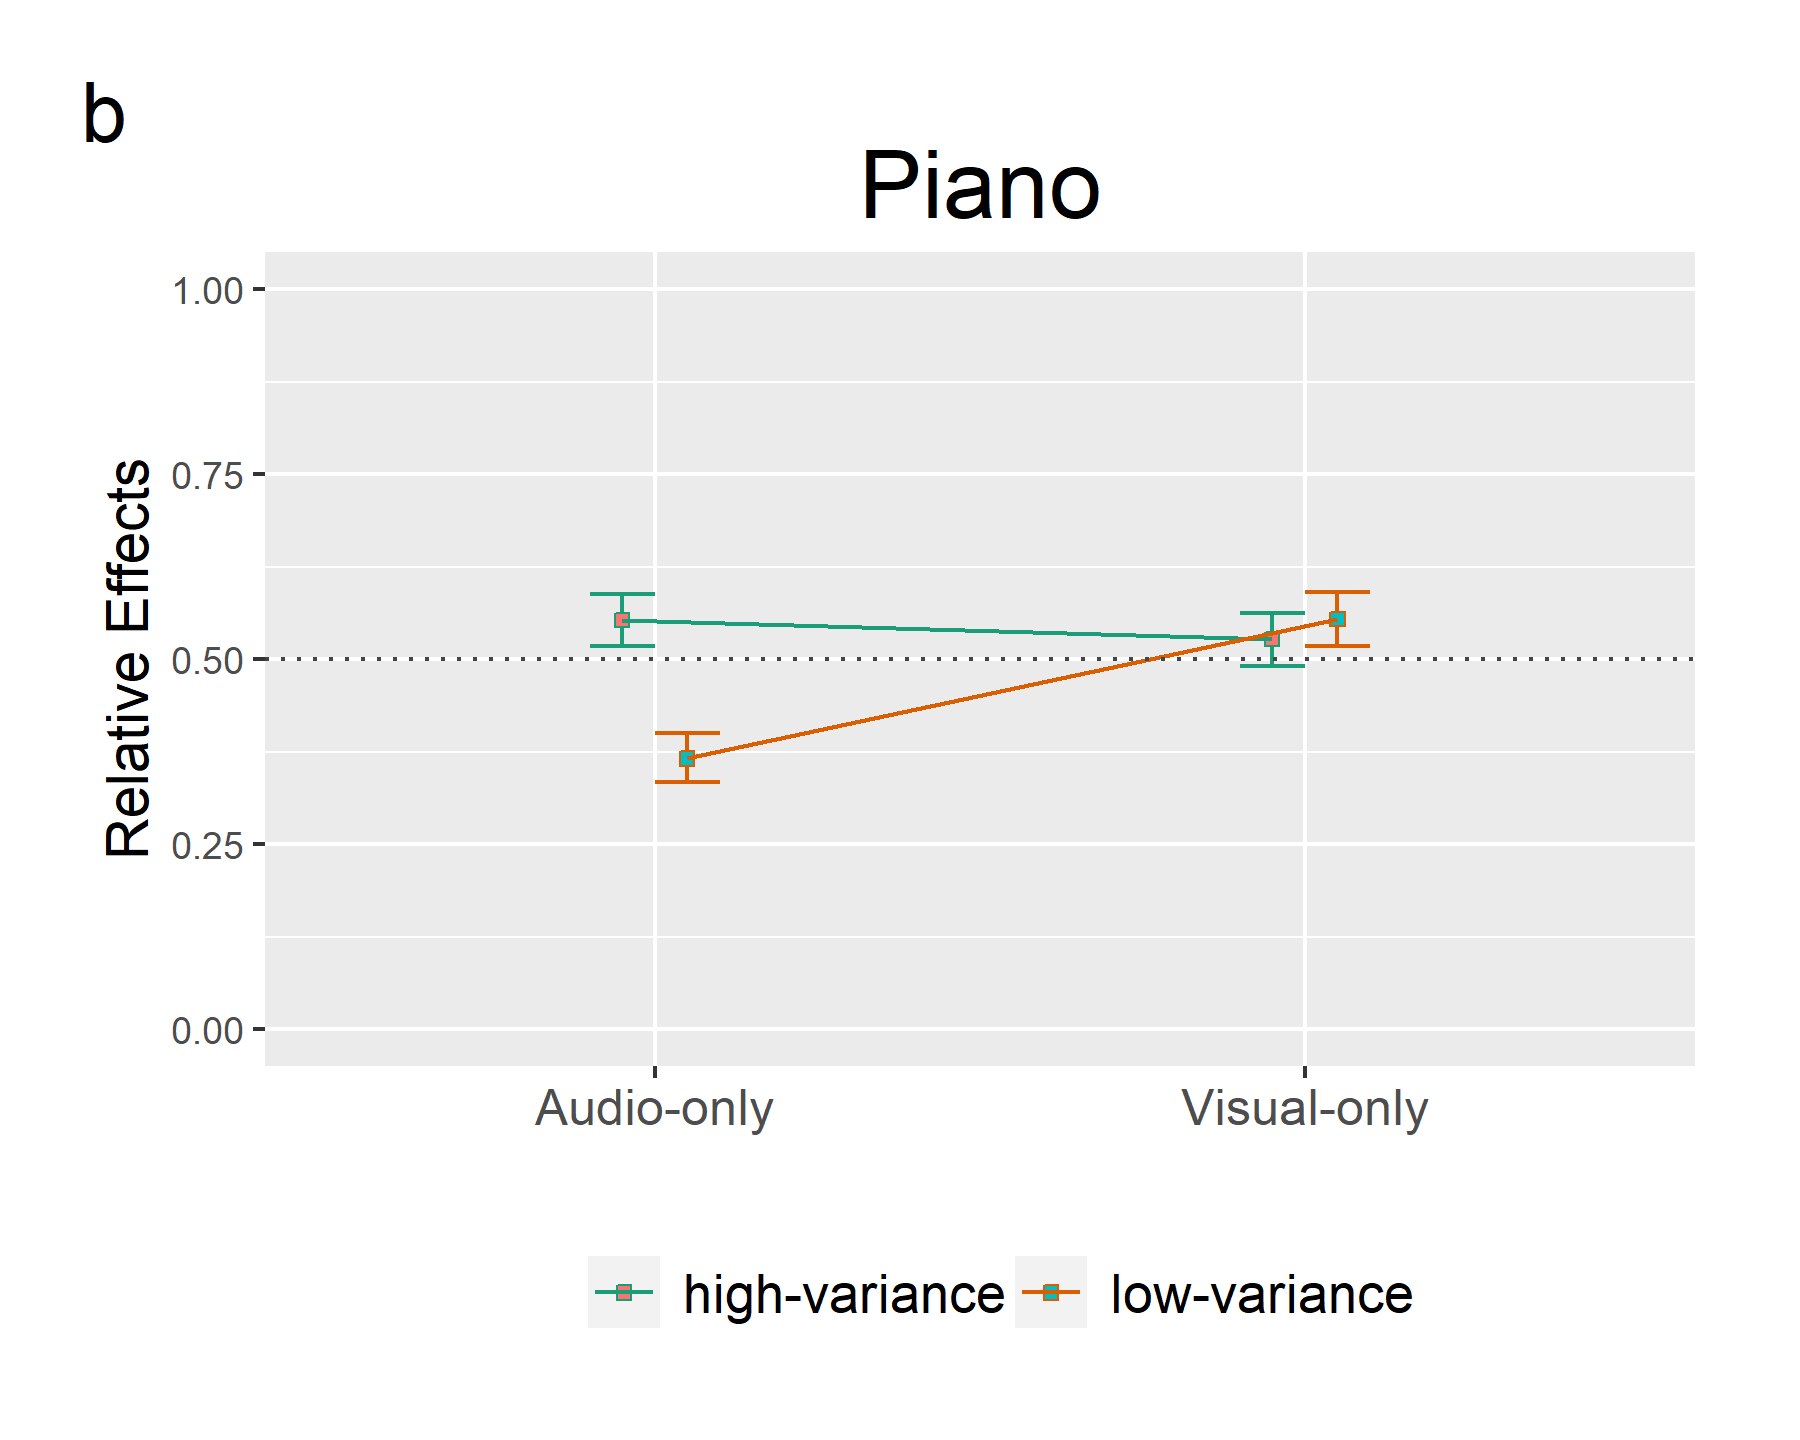 b
Piano
1.00
0.75
0.50
0.25
0.00
Relative Effects
Audio-only
Visual-only
high-variance
low-variance